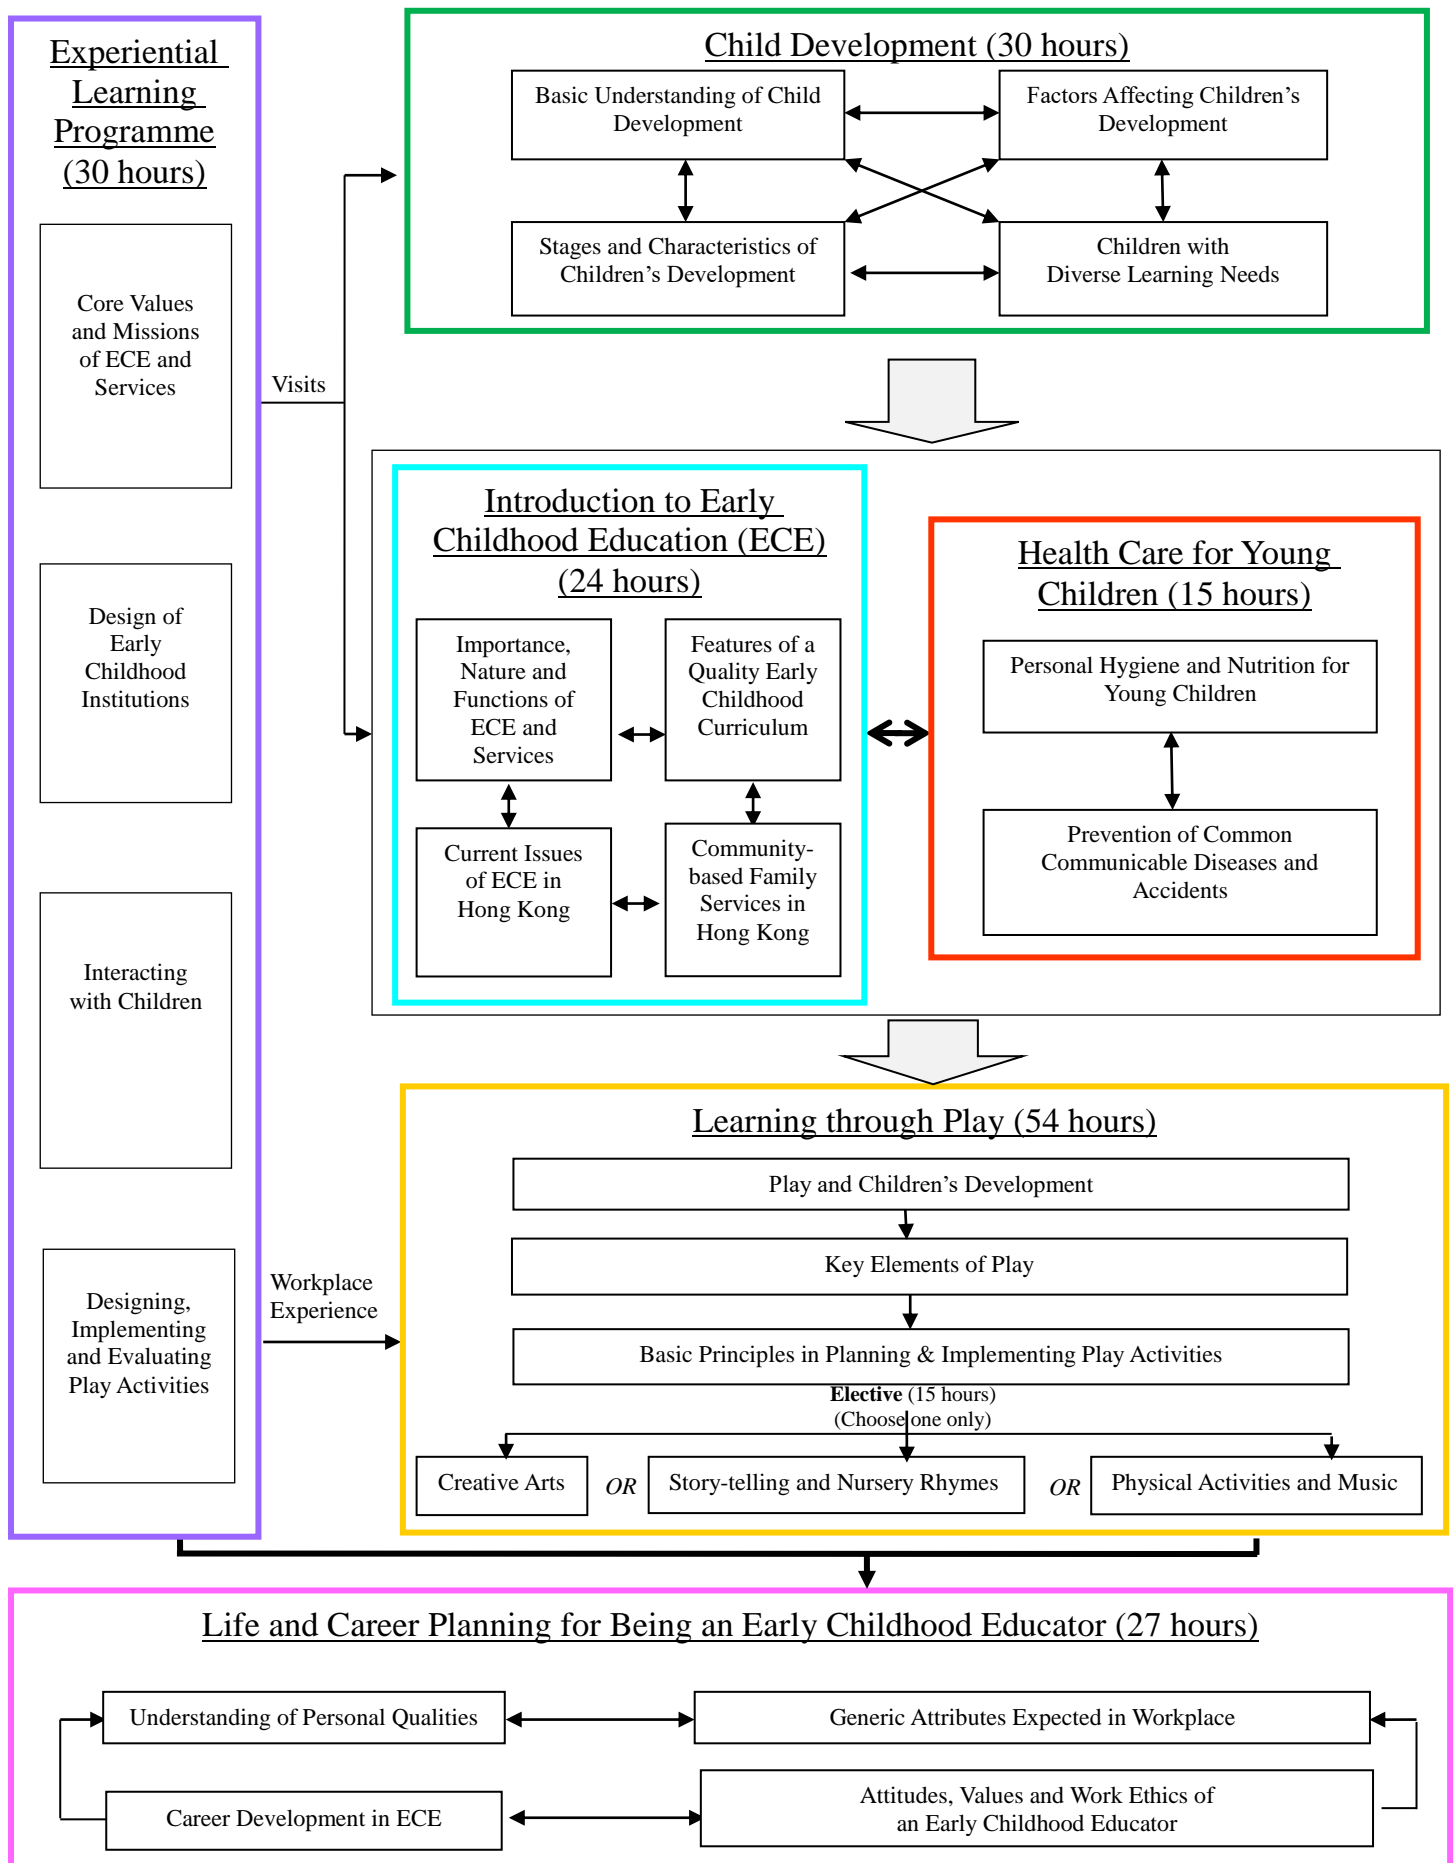 Experiential
Learning
Programme
(30 hours)
Core Values
and Missions
of ECE and
Services
Design of
Early
Childhood
Institutions
Interacting
with Children
Designing,
Implementing
and Evaluating
Play Activities
Visits
Workplace
Experience
Child Development (30 hours)
Basic Understanding of Child
Development
Factors Affecting Children’s
Development
Stages and Characteristics of
Children’s Development
Children with
Diverse Learning Needs
Introduction to Early
Childhood Education (ECE)
(24 hours)
Importance,
Nature and
Functions of
ECE and
Services
Features of a
Quality Early
Childhood
Curriculum
Current Issues
of ECE in
Hong Kong
Community-
based Family
Services in
Hong Kong
Health Care for Young
Children (15 hours)
Personal Hygiene and Nutrition for
Young Children
Prevention of Common
Communicable Diseases and
Accidents
Learning through Play (54 hours)
Play and Children’s Development
Key Elements of Play
Basic Principles in Planning & Implementing Play Activities
Elective (15 hours)
(Choose one only)
Creative Arts
OR
Story-telling and Nursery Rhymes
OR
Physical Activities and Music
Life and Career Planning for Being an Early Childhood Educator (27 hours)
Understanding of Personal Qualities
Generic Attributes Expected in Workplace
Career Development in ECE
Attitudes, Values and Work Ethics of
an Early Childhood Educator